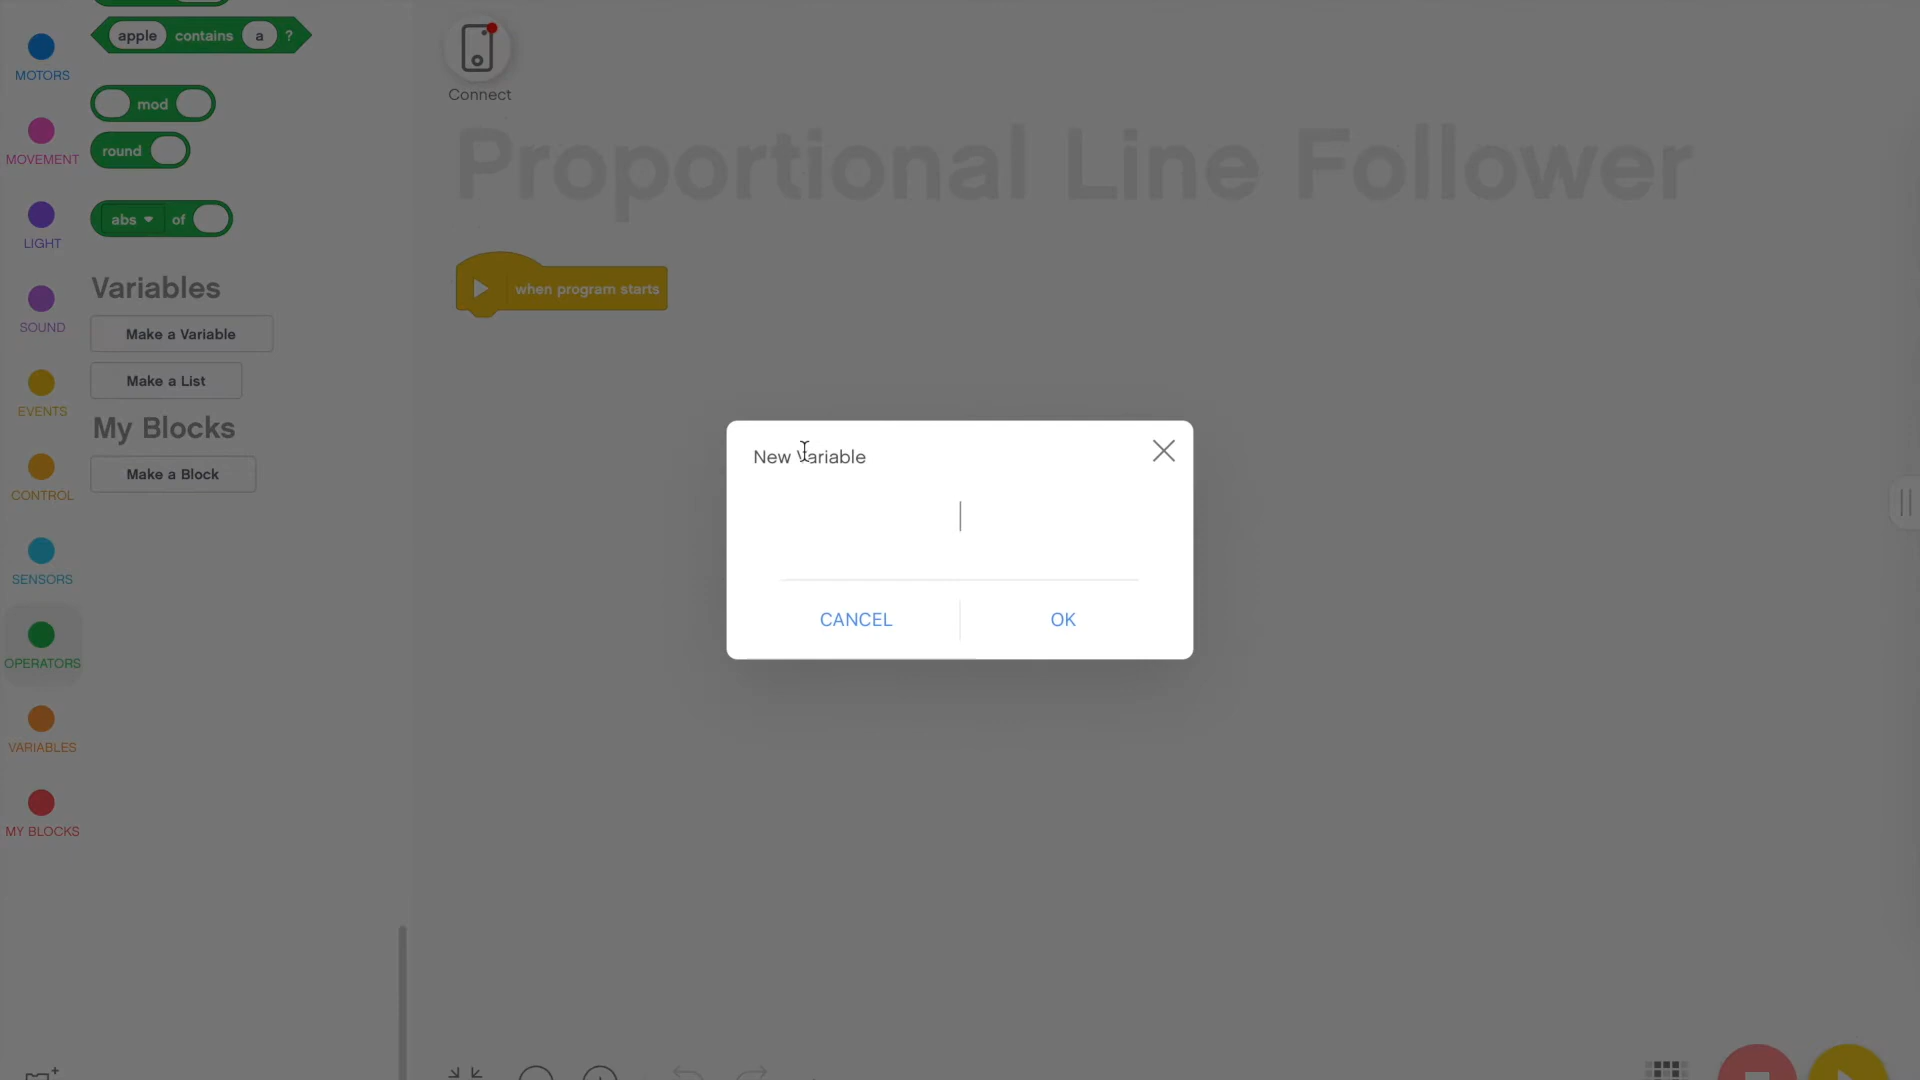 apple contains a ?
mod
round
abs of
Variables
Make a Variable
Make a List
My Blocks
Make a Block
MOTORS
MOVEMENT
LIGHT
SOUND
EVENTS
CONTROL
SENSORS
OPERATORS
VARIABLES
MY BLOCKS
Connect
Proportional Line Follower
when program starts
New Variable
CANCEL
OK